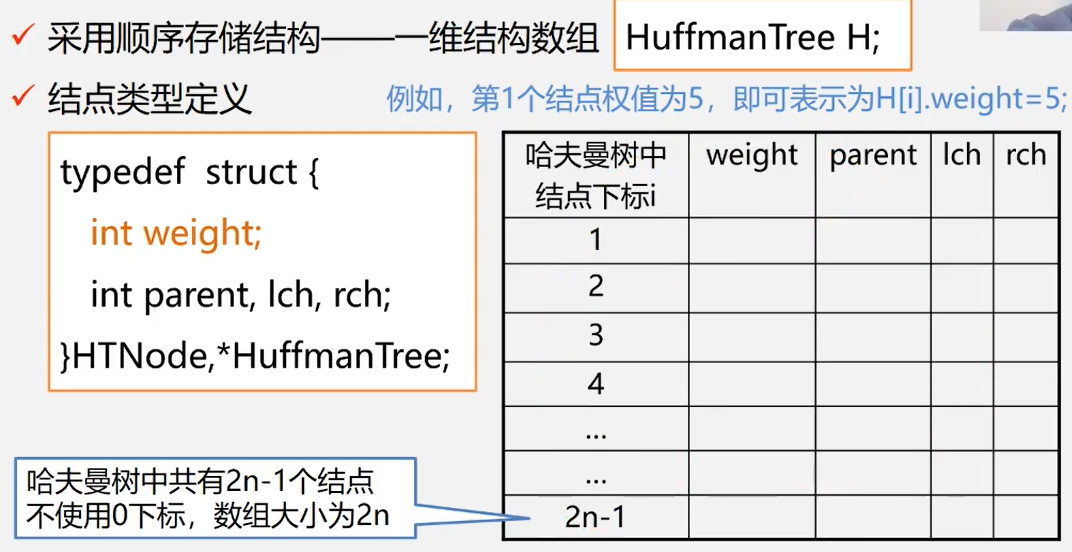 ✓ 采用顺序存储结构——一维结构数组 HuffmanTree H;
✓ 结点类型定义
例如，第1个结点权值为5，即可表示为H[i].weight=5;
typedef struct {
int weight;
int parent, lch, rch;
}HTNode,*HuffmanTree;
哈夫曼树中共有2n-1个结点
不使用0下标，数组大小为2n
哈夫曼树中 weight parent lch rch
结点下标i
1
2
3
4
...
...
2n-1